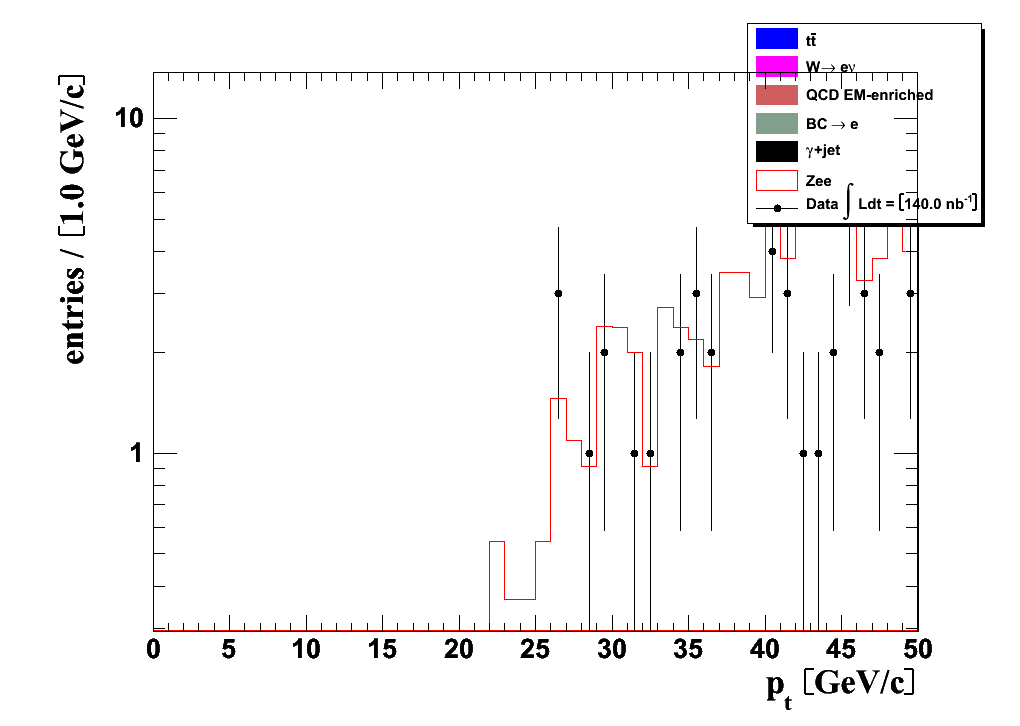 tt̄
W→ eν
QCD EM-enriched
BC → e
γ+jet
Zee
Data ∫ Ldt = [140.0 nb⁻¹]
entries / [1.0 GeV/c]
10
1
0 5 10 15 20 25 30 35 40 45 50
pt [GeV/c]